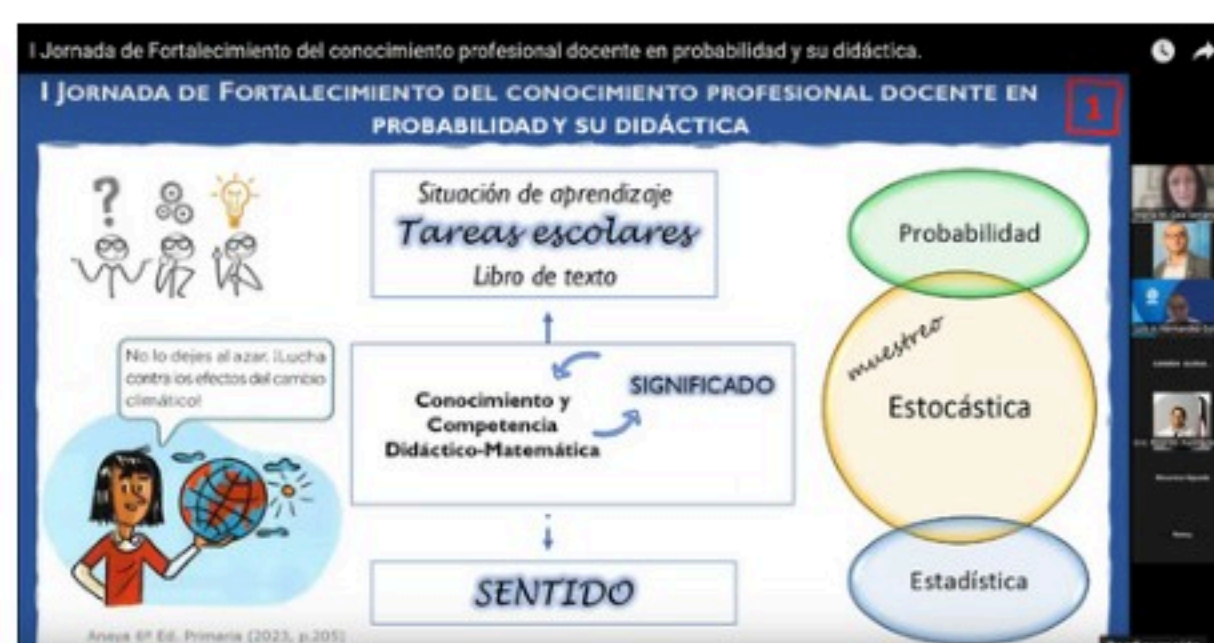 I Jornada de Fortalecimiento del conocimiento profesional docente en probabilidad y su didáctica.
I JORNADA DE FORTALECIMIENTO DEL CONOCIMIENTO PROFESIONAL DOCENTE EN
PROBABILIDAD Y SU DIDÁCTICA
1
?
Situación de aprendizaje
Tareas escolares
Libro de texto
No lo dejes al azar. ¡Lucha
contra los efectos del cambio
climático!
Conocimiento y
Competencia
Didáctico-Matemática
SIGNIFICADO
SENTIDO
Probabilidad
muestreo
Estocástica
Estadística
Anaya 6º Ed. Primaria (2023, p.205)